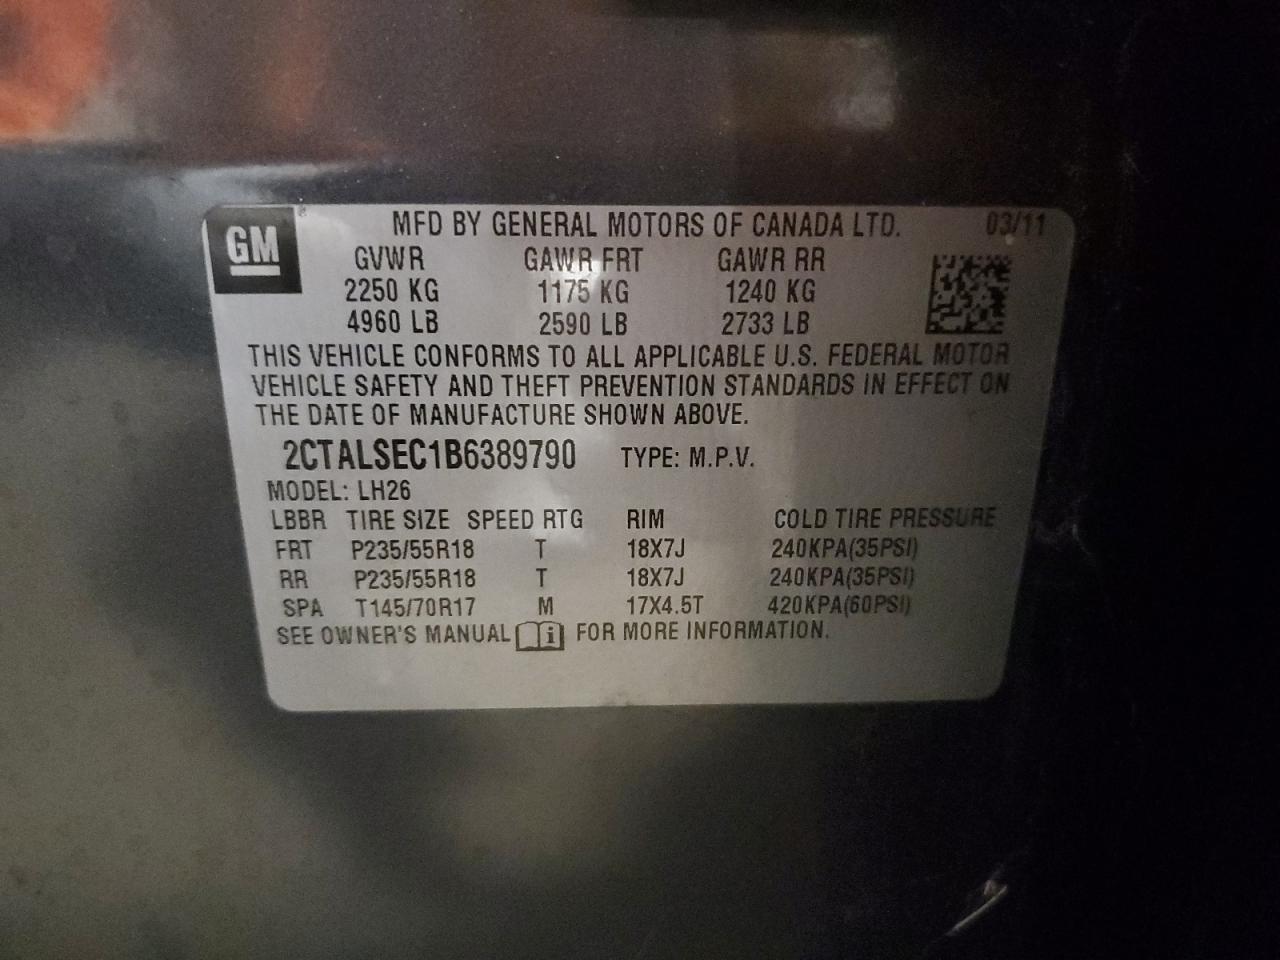 GM ® MFD BY GENERAL MOTORS OF CANADA LTD. 03/11
GVWR GAWR FRT GAWR RR
2250 KG 1175 KG 1240 KG
4960 LB 2590 LB 2733 LB
THIS VEHICLE CONFORMS TO ALL APPLICABLE U.S. FEDERAL MOTOR
VEHICLE SAFETY AND THEFT PREVENTION STANDARDS IN EFFECT ON
THE DATE OF MANUFACTURE SHOWN ABOVE.
2CTALSEC1B6389790 TYPE: M.P.V.
MODEL: LH26
LBBR TIRE SIZE SPEED RTG RIM COLD TIRE PRESSURE
FRT P235/55R18 T 18X7J 240KPA(35PSI)
RR P235/55R18 T 18X7J 240KPA(35PSI)
SPA T145/70R17 M 17X4.5T 420KPA(60PSI)
SEE OWNER'S MANUAL i FOR MORE INFORMATION.